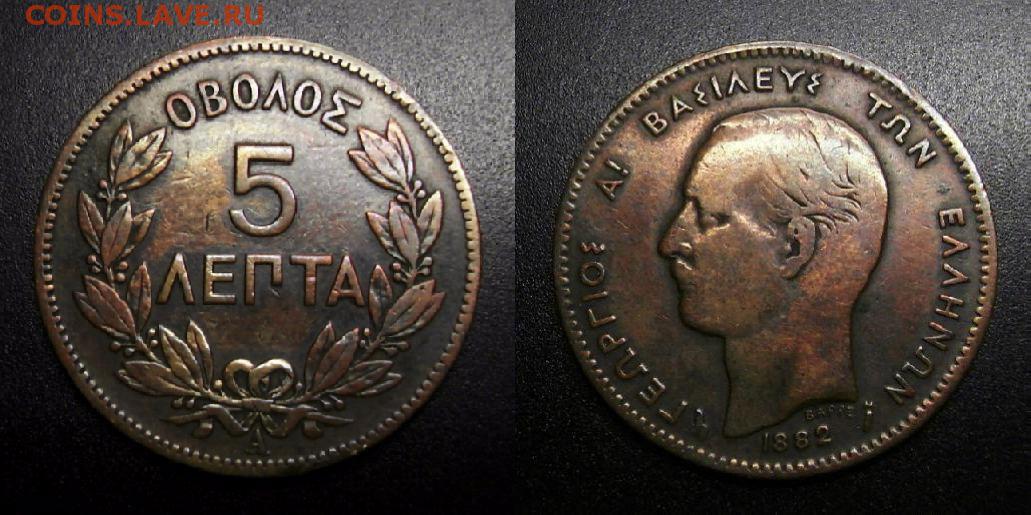 COINS.LAVE.RU
ΟΒΟΛΟΣ
5
ΛΕΠΤΑ
A
ΓΕΩΡΓΙΟΣ Α! ΒΑΣΙΛΕΥΣ ΤΩΝ ΕΛΛΗΝΩΝ
BARRE
1882